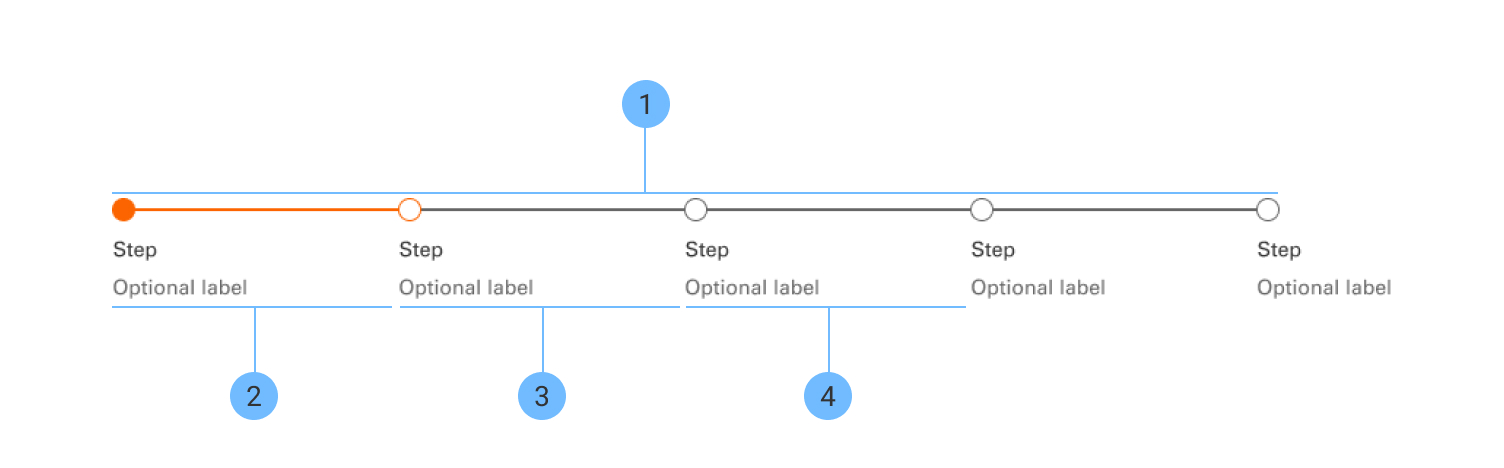 1
Step Step Step Step Step
Optional label Optional label Optional label Optional label Optional label
2 3 4